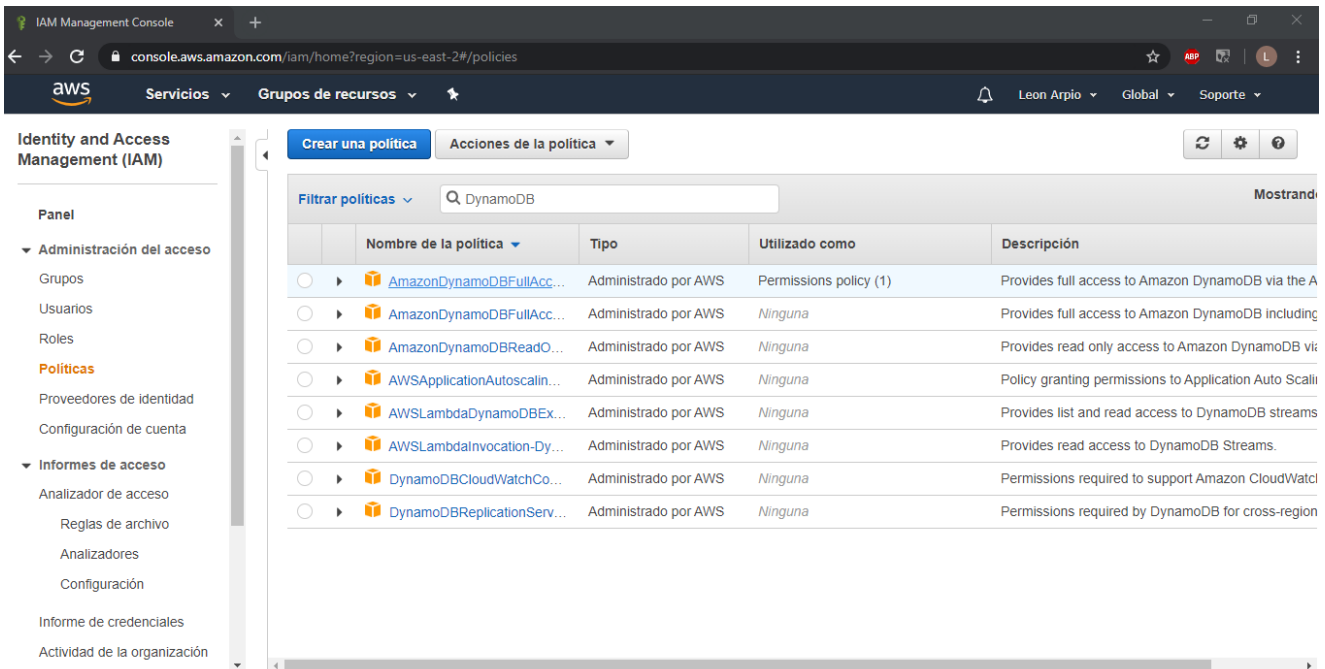 IAM Management Console
console.aws.amazon.com/iam/home?region=us-east-2#/policies
ABP
L
aws Servicios Grupos de recursos Leon Arpio Global Soporte
Identity and Access
Management (IAM)
Panel
Administración del acceso
Grupos
Usuarios
Roles
Políticas
Proveedores de identidad
Configuración de cuenta
Informes de acceso
Analizador de acceso
Reglas de archivo
Analizadores
Configuración
Informe de credenciales
Actividad de la organización
Crear una política Acciones de la política
Filtrar políticas DynamoDB Mostrand
Nombre de la política Tipo Utilizado como Descripción
AmazonDynamoDBFullAcc... Administrado por AWS Permissions policy (1) Provides full access to Amazon DynamoDB via the A
AmazonDynamoDBFullAcc... Administrado por AWS Ninguna Provides full access to Amazon DynamoDB including
AmazonDynamoDBReadO... Administrado por AWS Ninguna Provides read only access to Amazon DynamoDB via
AWSApplicationAutoscalin... Administrado por AWS Ninguna Policy granting permissions to Application Auto Scali
AWSLambdaDynamoDBEx... Administrado por AWS Ninguna Provides list and read access to DynamoDB streams
AWSLambdaInvocation-Dy... Administrado por AWS Ninguna Provides read access to DynamoDB Streams.
DynamoDBCloudWatchCo... Administrado por AWS Ninguna Permissions required to support Amazon CloudWatch
DynamoDBReplicationServ... Administrado por AWS Ninguna Permissions required by DynamoDB for cross-region